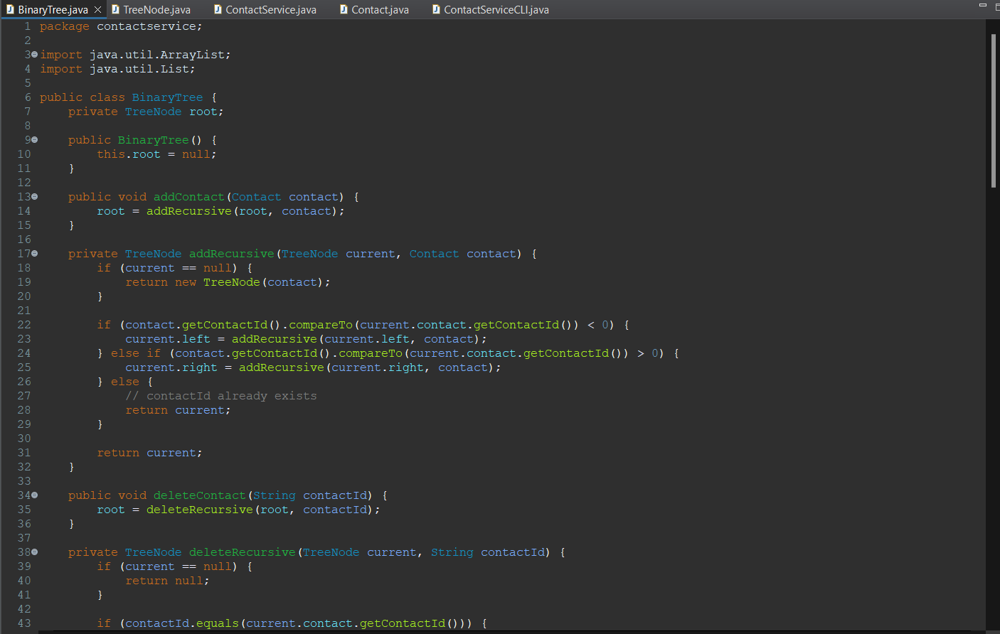 BinaryTree.java TreeNode.java ContactService.java Contact.java ContactServiceCLI.java
1 package contactservice;
2
3 import java.util.ArrayList;
4 import java.util.List;
5
6 public class BinaryTree {
7     private TreeNode root;
8
9     public BinaryTree() {
10         this.root = null;
11     }
12
13     public void addContact(Contact contact) {
14         root = addRecursive(root, contact);
15     }
16
17     private TreeNode addRecursive(TreeNode current, Contact contact) {
18         if (current == null) {
19             return new TreeNode(contact);
20         }
21
22         if (contact.getContactId().compareTo(current.contact.getContactId()) < 0) {
23             current.left = addRecursive(current.left, contact);
24         } else if (contact.getContactId().compareTo(current.contact.getContactId()) > 0) {
25             current.right = addRecursive(current.right, contact);
26         } else {
27             // contactId already exists
28             return current;
29         }
30
31         return current;
32     }
33
34     public void deleteContact(String contactId) {
35         root = deleteRecursive(root, contactId);
36     }
37
38     private TreeNode deleteRecursive(TreeNode current, String contactId) {
39         if (current == null) {
40             return null;
41         }
42
43         if (contactId.equals(current.contact.getContactId())) {